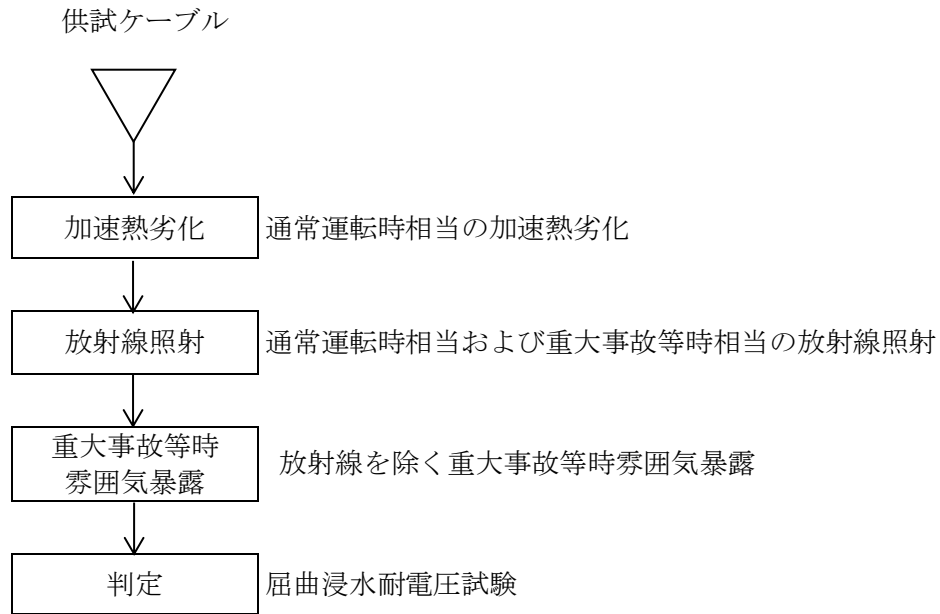 供試ケーブル
加速熱劣化
通常運転時相当の加速熱劣化
放射線照射
通常運転時相当および重大事故等時相当の放射線照射
重大事故等時
雰囲気暴露
放射線を除く重大事故等時雰囲気暴露
判定
屈曲浸水耐電圧試験